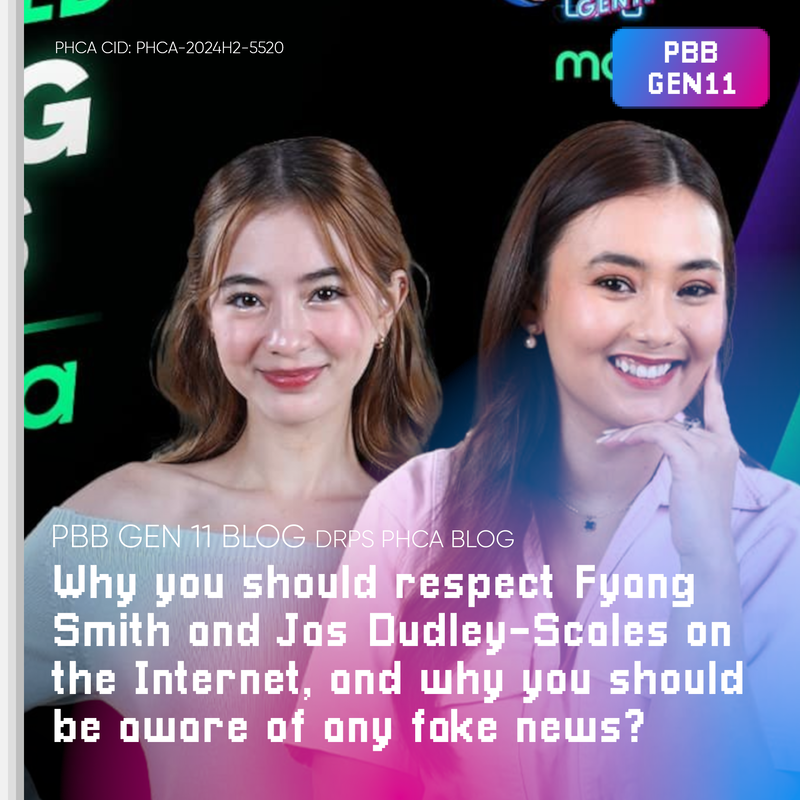 GEN11
PHCA CID: PHCA-2024H2-5520
PBB
GEN11
G
a
PBB GEN 11 BLOG DRPS PHCA BLOG
Why you should respect Fyang
Smith and Jas Dudley-Scales on
the Internet, and why you should
be aware of any fake news?